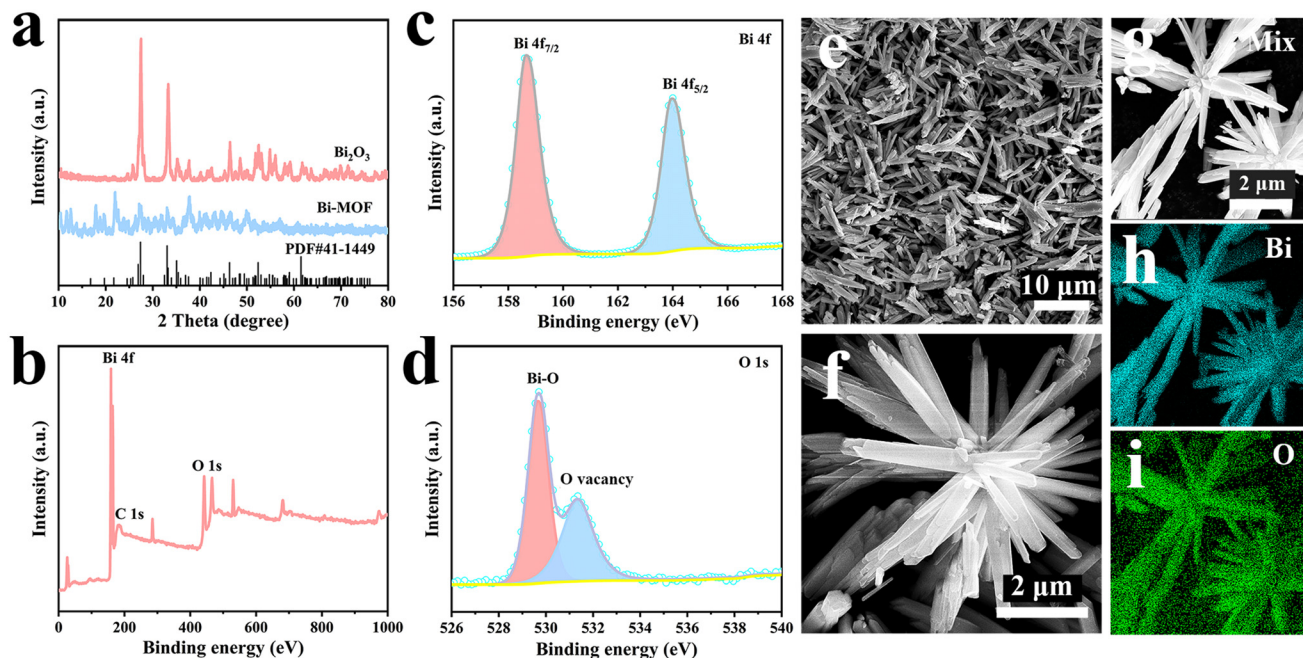 a
Intensity (a.u.)
Bi₂O₃
Bi-MOF
PDF#41-1449
10 20 30 40 50 60 70 80
2 Theta (degree)
b
Intensity (a.u.)
Bi 4f
C 1s
O 1s
0 200 400 600 800 1000
Binding energy (eV)
c
Intensity (a.u.)
Bi 4f₇/₂
Bi 4f₅/₂
Bi 4f
156 158 160 162 164 166 168
Binding energy (eV)
d
Intensity (a.u.)
Bi-O
O vacancy
O 1s
526 528 530 532 534 536 538 540
Binding energy (eV)
e
10 μm
f
2 μm
g
Mix
2 μm
h
Bi
i
O